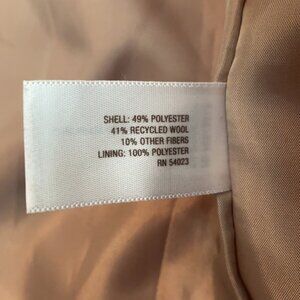 SHELL: 49% POLYESTER
41% RECYCLED WOOL
10% OTHER FIBERS
LINING: 100% POLYESTER
RN 54023